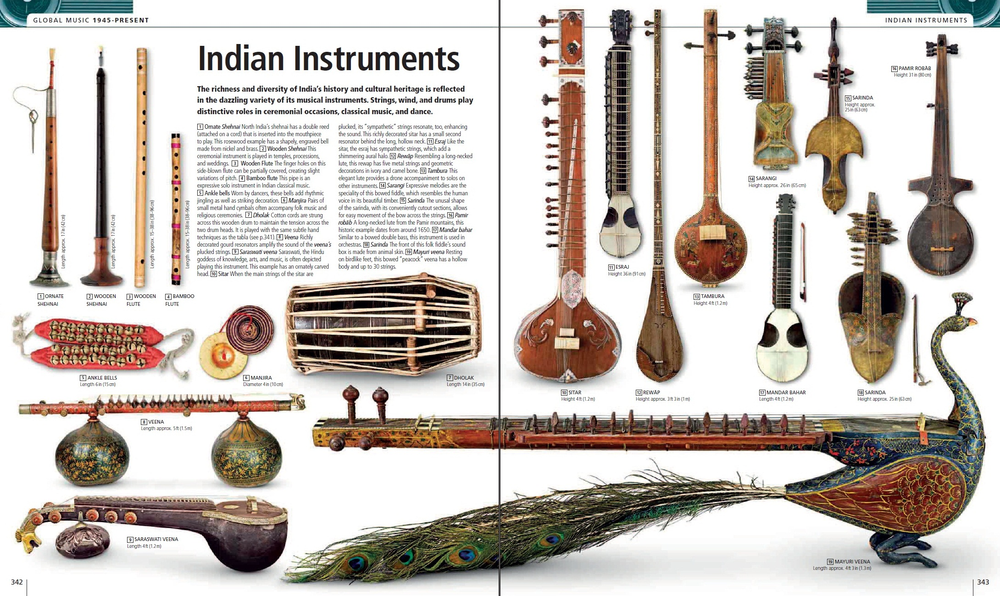 GLOBAL MUSIC 1945-PRESENT
INDIAN INSTRUMENTS
Indian Instruments
The richness and diversity of India's history and cultural heritage is reflected
in the dazzling variety of its musical instruments. Strings, wind, and drums play
distinctive roles in ceremonial occasions, classical music, and dance.
1 Ornate Shehnai North India's shehnai has a double reed
(attached on a cord) that is inserted into the mouthpiece
to play. This rosewood example has a shapely, engraved bell
made from nickel and brass. 2 Wooden Shehnai This
ceremonial instrument is played in temples, processions,
and weddings. 3 Wooden Flute The finger holes on this
side-blown flute can be partially covered, creating slight
variations of pitch. 4 Bamboo flute This pipe is an
expressive solo instrument in Indian classical music.
5 Ankle bells Worn by dancers, these bells add rhythmic
jingling as well as striking decoration. 6 Manjira Pairs of
small metal hand cymbals often accompany folk music and
religious ceremonies. 7 Dholak Cotton cords are strung
across this wooden drum to maintain the tension across the
two drum heads. It is played with the same subtle hand
techniques as the tabla (see p.341). 8 Veena Richly
decorated gourd resonators amplify the sound of the veena's
plucked strings. 9 Saraswati veena Saraswati, the Hindu
goddess of knowledge, arts, and music, is often depicted
playing this instrument. This example has an ornately carved
head. 10 Sitar When the main strings of the sitar are
plucked, its "sympathetic" strings resonate, too, enhancing
the sound. This richly decorated sitar has a small second
resonator behind the long, hollow neck. 11 Esraj Like the
sitar, the esraj has sympathetic strings, which add a
shimmering aural halo. 12 Rewāp Resembling a long-necked
lute, this rewap has five metal strings and geometric
decorations in ivory and camel bone. 13 Tambura This
elegant lute provides a drone accompaniment to solos on
other instruments. 14 Sarangi Expressive melodies are the
speciality of this bowed fiddle, which resembles the human
voice in its beautiful timber. 15 Sarinda The unusal shape
of the sarinda, with its conveniently cutout sections, allows
for easy movement of the bow across the strings. 16 Pamir
robāb A long-necked lute from the Pamir mountains, this
historic example dates from around 1650. 17 Mandar bahar
Similar to a bowed double bass, this instrument is used in
orchestras. 18 Sarinda The front of this folk fiddle's sound
box is made from animal skin. 19 Mayuri veena Resting
on birdlike feet, this bowed "peacock" veena has a hollow
body and up to 30 strings.
Length approx. 17in (42cm)
Length approx. 17in (42cm)
Length approx. 15–38in (38–96cm)
Length approx. 15–38in (38–96cm)
1 ORNATE
SHEHNAI
2 WOODEN
SHEHNAI
3 WOODEN
FLUTE
4 BAMBOO
FLUTE
5 ANKLE BELLS
Length 6in (15cm)
6 MANJIRA
Diameter 4in (10cm)
7 DHOLAK
Length 14in (35cm)
8 VEENA
Length approx. 5ft (1.5m)
9 SARASWATI VEENA
Length 4ft (1.2m)
16 PAMIR ROBĀB
Height 31in (80cm)
15 SARINDA
Height approx.
25in (63cm)
14 SARANGI
Height approx. 26in (65cm)
11 ESRAJ
Height 36in (91cm)
13 TAMBURA
Height 4ft (1.2m)
10 SITAR
Height 4ft (1.2m)
12 REWĀP
Height approx. 3ft 3in (1m)
17 MANDAR BAHAR
Length 4ft (1.2m)
18 SARINDA
Height approx. 25in (63cm)
19 MAYURI VEENA
Length approx. 4ft 3in (1.3m)
342
343